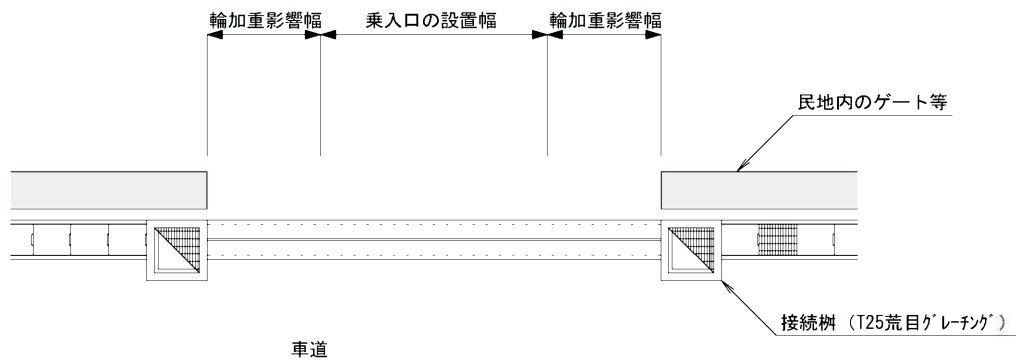 輪加重影響幅
乗入口の設置幅
輪加重影響幅
民地内のゲート等
接続桝（T25荒目ｸﾞﾚｰﾁﾝｸﾞ）
車道